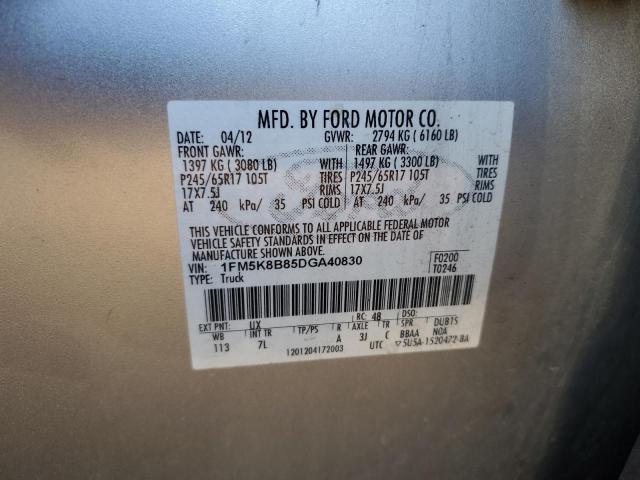 MFD. BY FORD MOTOR CO.
DATE: 04/12 GVWR: 2794 KG ( 6160 LB)
FRONT GAWR: REAR GAWR:
1397 KG ( 3080 LB) WITH 1497 KG ( 3300 LB) WITH
P245/65R17 105T TIRES P245/65R17 105T TIRES
17X7.5J RIMS 17X7.5J RIMS
AT 240 kPa/ 35 PSI COLD AT 240 kPa/ 35 PSI COLD
THIS VEHICLE CONFORMS TO ALL APPLICABLE FEDERAL MOTOR
VEHICLE SAFETY STANDARDS IN EFFECT ON THE DATE OF
MANUFACTURE SHOWN ABOVE.
VIN: 1FM5K8B85DGA40830 F0200
TYPE: Truck T0246
EXT PNT: UX RC: 48 DUB15
WB INT TR TP/PS R AXLE TR SPR NOA
113 7L A 3J C BBAA
1201204172003 UTC ▽5U5A-1520472-BA